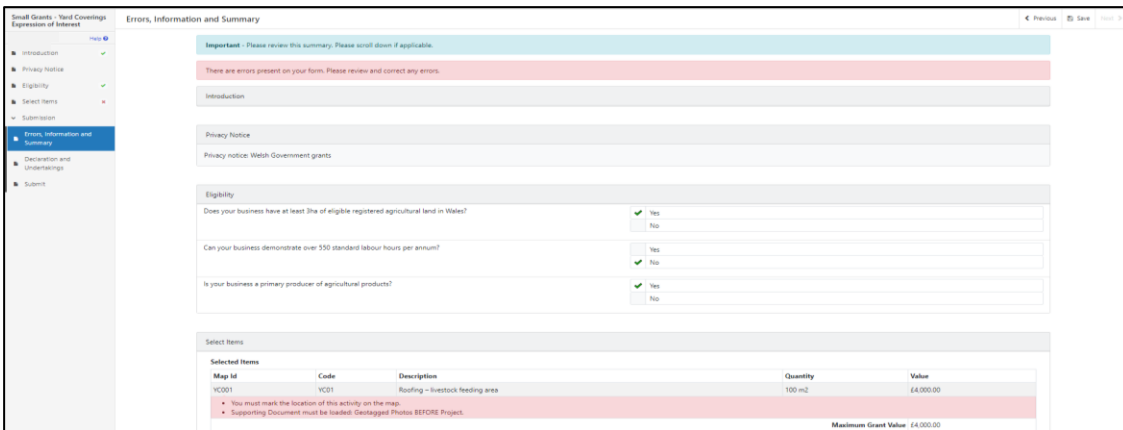 Small Grants - Yard Coverings
Expression of Interest
Errors, Information and Summary
Previous
Save
Next
Help
Introduction
Privacy Notice
Eligibility
Select Items
Submission
Errors, Information and
Summary
Declaration and
Undertakings
Submit
Important - Please review this summary. Please scroll down if applicable.
There are errors present on your form. Please review and correct any errors.
Introduction
Privacy Notice
Privacy notice: Welsh Government grants
Eligibility
Does your business have at least 3ha of eligible registered agricultural land in Wales?
Yes
No
Can your business demonstrate over 550 standard labour hours per annum?
Yes
No
Is your business a primary producer of agricultural products?
Yes
No
Select Items
Selected Items
Map Id Code Description Quantity Value
YC001 YC01 Roofing – livestock feeding area 100 m2 £4,000.00
• You must mark the location of this activity on the map.
• Supporting Document must be loaded: Geotagged Photos BEFORE Project.
Maximum Grant Value £4,000.00